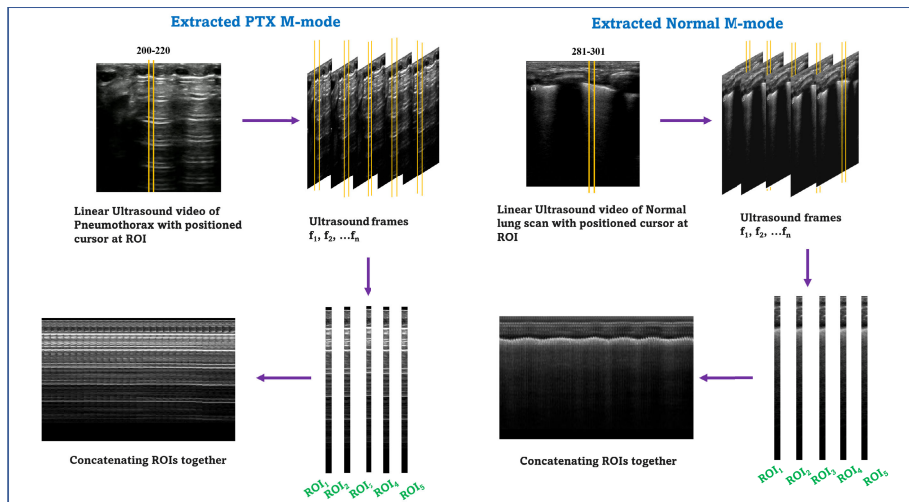 Extracted PTX M-mode
200-220
Linear Ultrasound video of
Pneumothorax with positioned
cursor at ROI
Ultrasound frames
f₁, f₂, ...fₙ
Concatenating ROIs together
ROI₁
ROI₂
ROI₃
ROI₄
ROI₅
Extracted Normal M-mode
281-301
Linear Ultrasound video of Normal
lung scan with positioned cursor at
ROI
Ultrasound frames
f₁, f₂, ...fₙ
Concatenating ROIs together
ROI₁
ROI₂
ROI₃
ROI₄
ROI₅